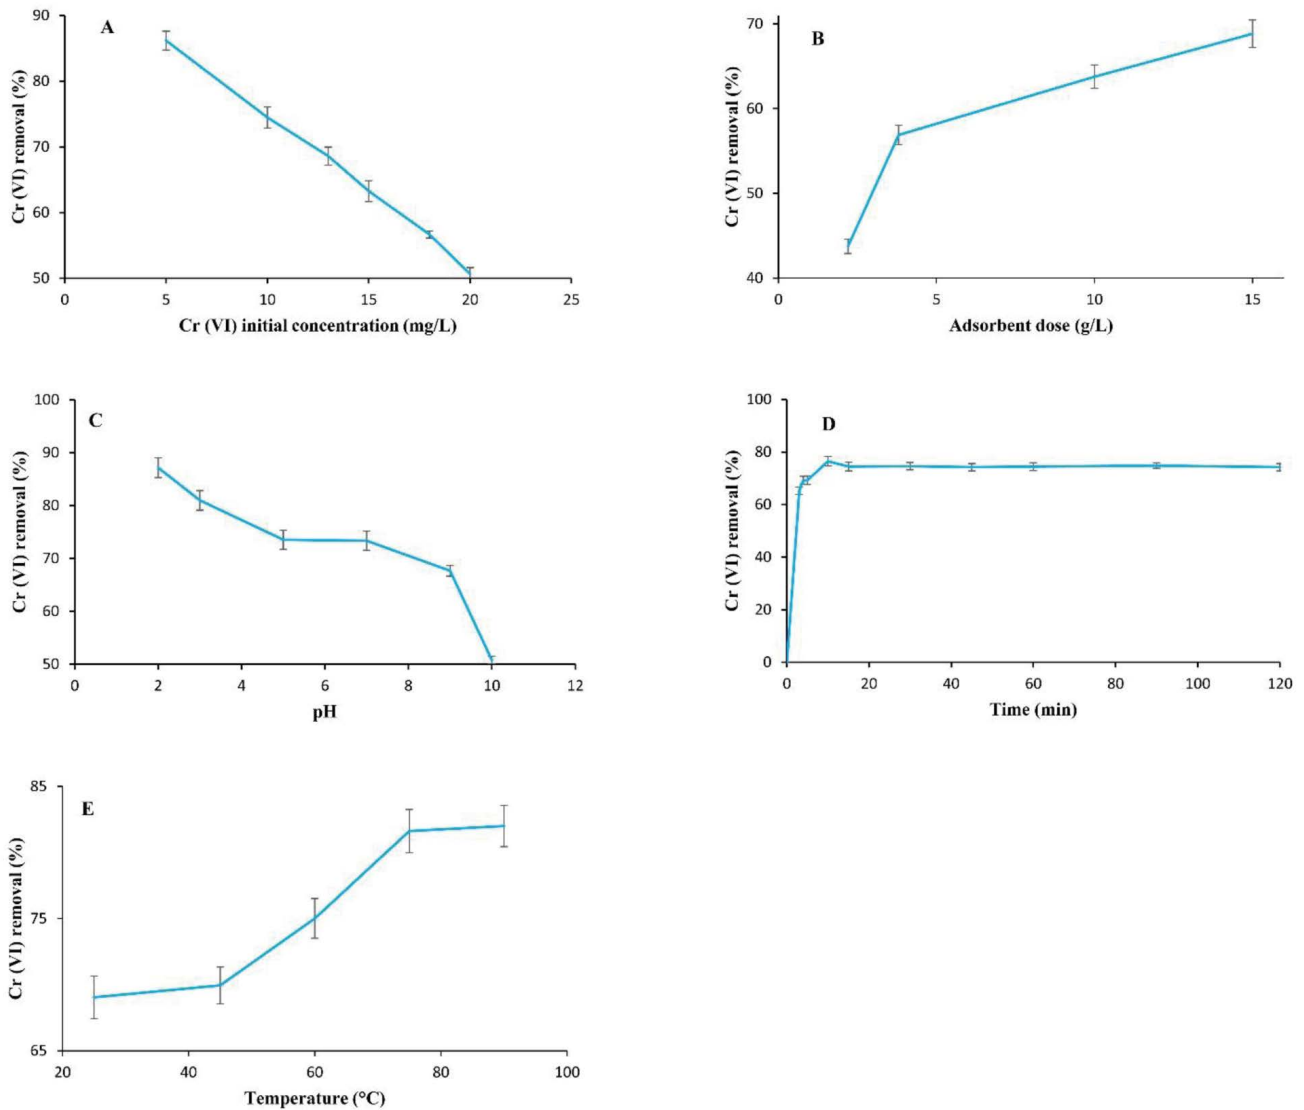 A
Cr (VI) removal (%)
90
80
70
60
50
0 5 10 15 20 25
Cr (VI) initial concentration (mg/L)
B
Cr (VI) removal (%)
70
60
50
40
0 5 10 15
Adsorbent dose (g/L)
C
Cr (VI) removal (%)
100
90
80
70
60
50
0 2 4 6 8 10 12
pH
D
Cr (VI) removal (%)
100
80
60
40
20
0
0 20 40 60 80 100 120
Time (min)
E
Cr (VI) removal (%)
85
75
65
20 40 60 80 100
Temperature (°C)